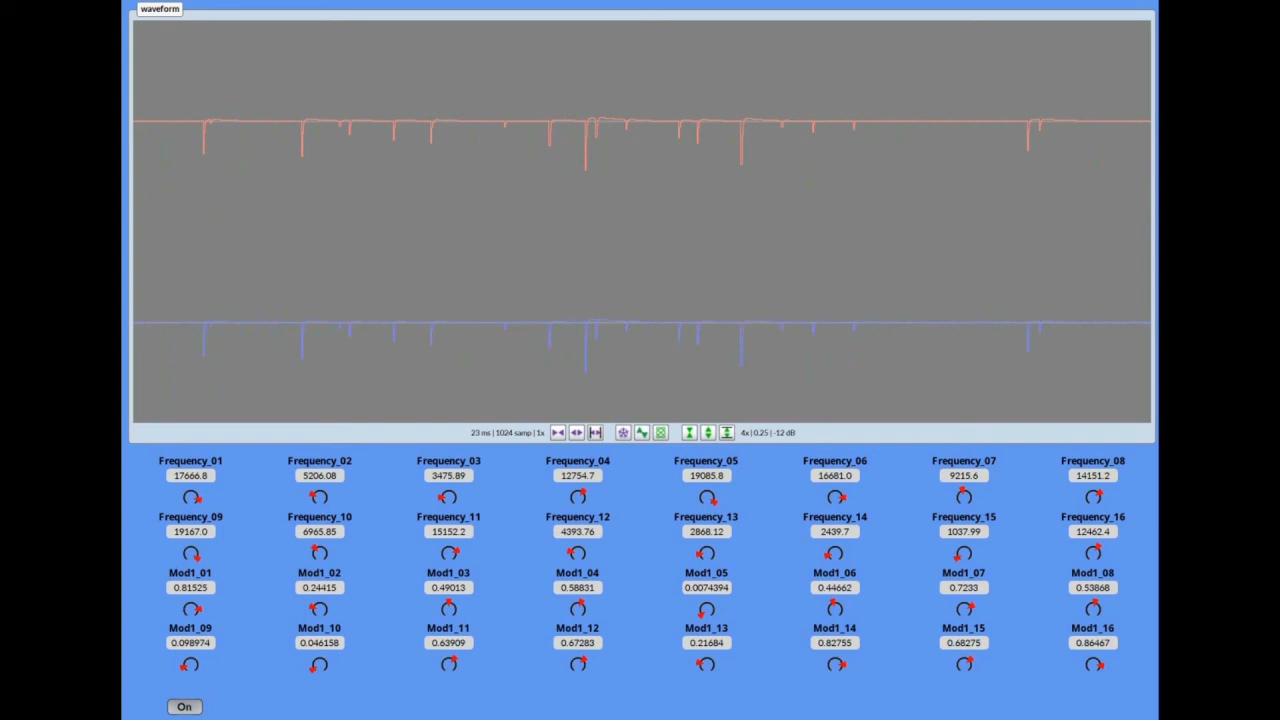 waveform
23 ms | 1024 samp | 1x 4x | 0.25 | -12 dB
Frequency_01 Frequency_02 Frequency_03 Frequency_04 Frequency_05 Frequency_06 Frequency_07 Frequency_08
17666.8 5206.08 3475.89 12754.7 19085.8 16681.0 9215.6 14151.2
Frequency_09 Frequency_10 Frequency_11 Frequency_12 Frequency_13 Frequency_14 Frequency_15 Frequency_16
19167.0 6965.85 15152.2 4393.76 2868.12 2439.7 1037.99 12462.4
Mod1_01 Mod1_02 Mod1_03 Mod1_04 Mod1_05 Mod1_06 Mod1_07 Mod1_08
0.81525 0.24415 0.49013 0.58831 0.0074394 0.44662 0.7233 0.53868
Mod1_09 Mod1_10 Mod1_11 Mod1_12 Mod1_13 Mod1_14 Mod1_15 Mod1_16
0.098974 0.046158 0.63909 0.67283 0.21684 0.82755 0.68275 0.86467
On